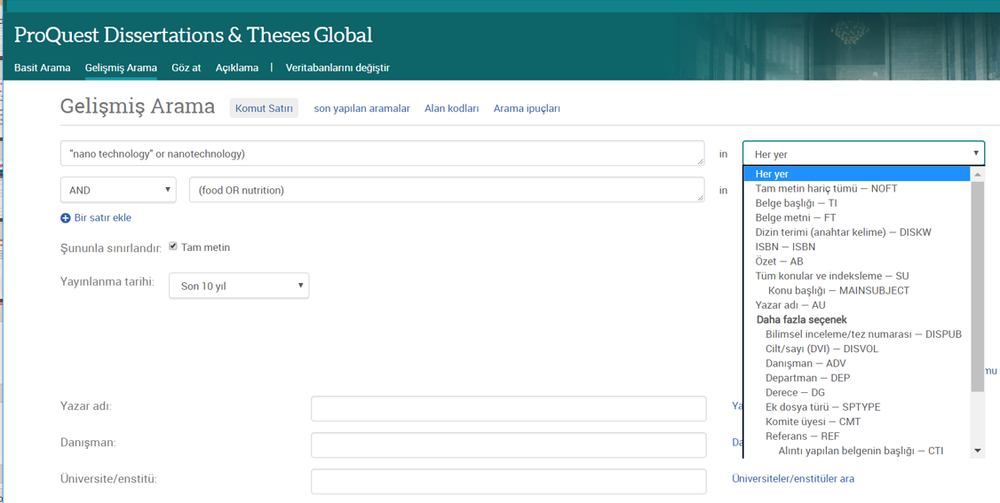 ProQuest Dissertations & Theses Global
Basit Arama Gelişmiş Arama Göz at Açıklama | Veritabanlarını değiştir
Gelişmiş Arama Komut Satırı son yapılan aramalar Alan kodları Arama ipuçları
"nano technology" or nanotechnology) in Her yer
AND (food OR nutrition) in
Bir satır ekle
Şununla sınırlandır: Tam metin
Yayınlanma tarihi: Son 10 yıl
Her yer
Tam metin hariç tümü — NOFT
Belge başlığı — TI
Belge metni — FT
Dizin terimi (anahtar kelime) — DISKW
ISBN — ISBN
Özet — AB
Tüm konular ve indeksleme — SU
Konu başlığı — MAINSUBJECT
Yazar adı — AU
Daha fazla seçenek
Bilimsel inceleme/tez numarası — DISPUB
Cilt/sayı (DVI) — DISVOL
Danışman — ADV
Departman — DEP
Derece — DG
Ek dosya türü — SPTYPE
Komite üyesi — CMT
Referans — REF
Alıntı yapılan belgenin başlığı — CTI
Yazar adı:
Danışman:
Üniversite/enstitü: Üniversiteler/enstitüler ara